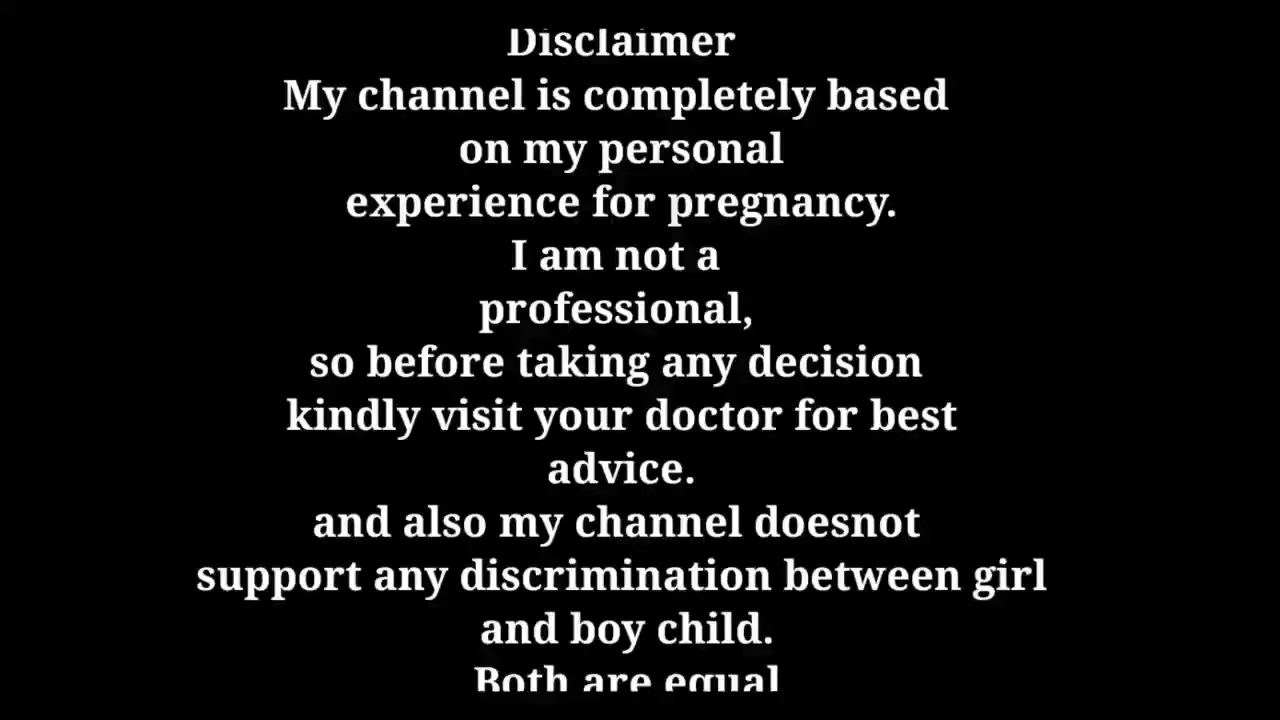 Disclaimer
My channel is completely based
on my personal
experience for pregnancy.
I am not a
professional,
so before taking any decision
kindly visit your doctor for best
advice.
and also my channel doesnot
support any discrimination between girl
and boy child.
Both are equal